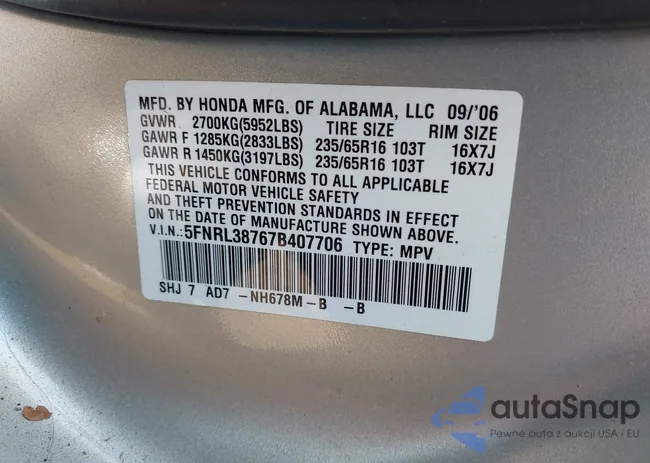 MFD. BY HONDA MFG. OF ALABAMA, LLC 09/'06
GVWR 2700KG(5952LBS) TIRE SIZE RIM SIZE
GAWR F 1285KG(2833LBS) 235/65R16 103T 16X7J
GAWR R 1450KG(3197LBS) 235/65R16 103T 16X7J
THIS VEHICLE CONFORMS TO ALL APPLICABLE
FEDERAL MOTOR VEHICLE SAFETY
AND THEFT PREVENTION STANDARDS IN EFFECT
ON THE DATE OF MANUFACTURE SHOWN ABOVE.
V.I.N.: 5FNRL38767B407706 TYPE: MPV
SHJ 7 AD7 -NH678M -B -B
autaSnap
Pewne auta z aukcji USA i EU